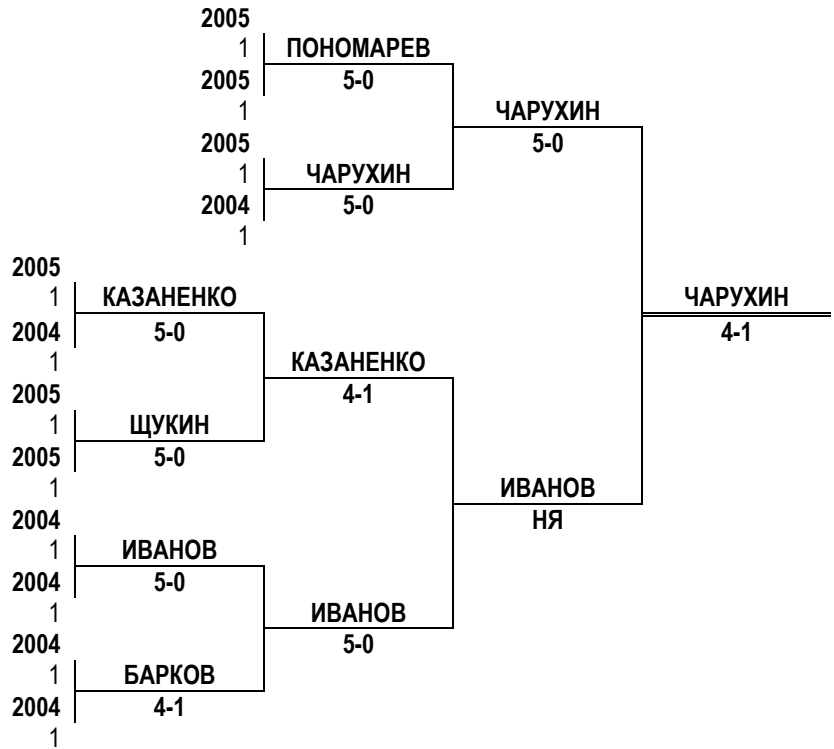 2005
1 ПОНОМАРЕВ
2005 5-0
1 ЧАРУХИН
2005 5-0
1 ЧАРУХИН
2004 5-0
1
2005
1 КАЗАНЕНКО ЧАРУХИН
2004 5-0 4-1
1 КАЗАНЕНКО
2005 4-1
1 ЩУКИН
2005 5-0
1 ИВАНОВ
2004 НЯ
1 ИВАНОВ
2004 5-0
1 ИВАНОВ
2004 5-0
1 БАРКОВ
2004 4-1
1